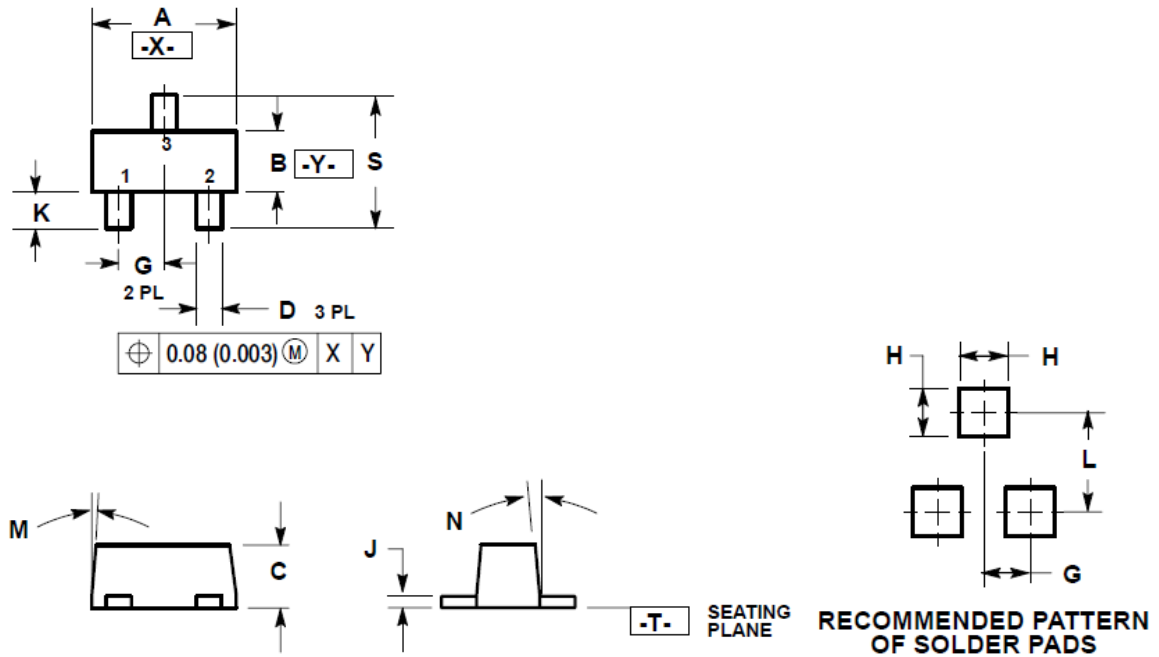 A
-X-
3
B -Y- S
1 2
K
G
2 PL
D 3 PL
⌖ 0.08 (0.003) Ⓜ X Y
H H
L
G
RECOMMENDED PATTERN
OF SOLDER PADS
M
C
N
J
-T- SEATING
PLANE